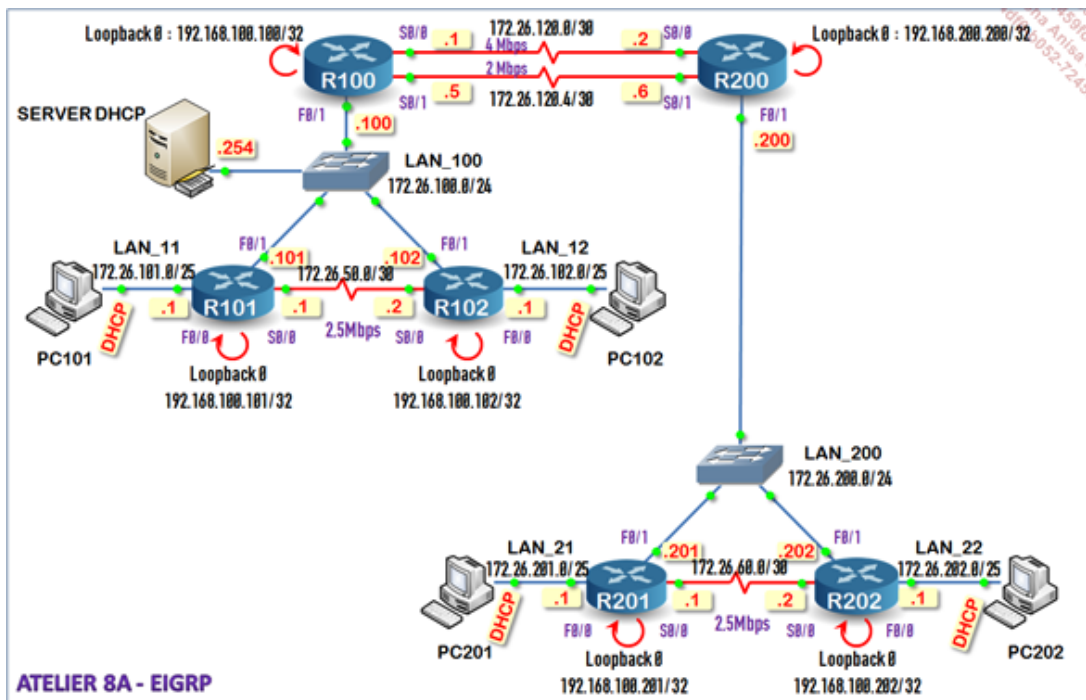 Loopback 0 : 192.168.100.100/32
S0/0
.1
172.26.120.0/30
4 Mbps
.2
S0/0
Loopback 0 : 192.168.200.200/32
R100
R200
2 Mbps
S0/1
.5
172.26.120.4/30
.6
S0/1
F0/1
.100
F0/1
.200
SERVER DHCP
.254
LAN_100
172.26.100.0/24
F0/1
.101
F0/1
.102
LAN_11
172.26.101.0/25
172.26.50.0/30
LAN_12
172.26.102.0/25
DHCP
.1
R101
.1
.2
R102
.1
DHCP
PC101
F0/0
S0/0
2.5Mbps
S0/0
F0/0
PC102
Loopback 0
192.168.100.101/32
Loopback 0
192.168.100.102/32
LAN_200
172.26.200.0/24
F0/1
.201
F0/1
.202
LAN_21
172.26.201.0/25
172.26.60.0/30
LAN_22
172.26.202.0/25
DHCP
.1
R201
.1
.2
R202
.1
DHCP
PC201
F0/0
S0/0
2.5Mbps
S0/0
F0/0
PC202
Loopback 0
192.168.100.201/32
Loopback 0
192.168.100.202/32
ATELIER 8A - EIGRP